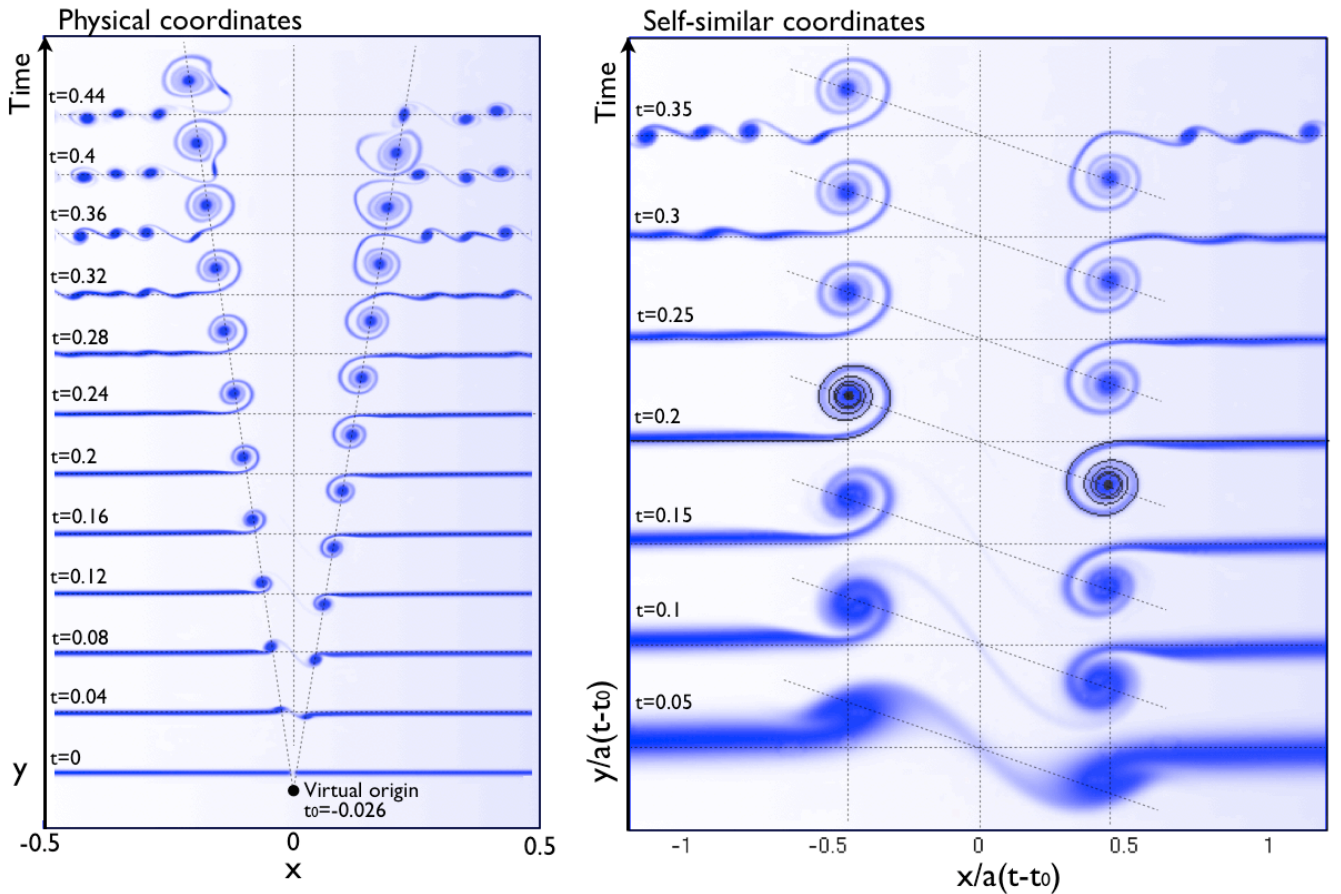 Physical coordinates
Time
t=0.44
t=0.4
t=0.36
t=0.32
t=0.28
t=0.24
t=0.2
t=0.16
t=0.12
t=0.08
t=0.04
t=0
y
Virtual origin
t0=-0.026
-0.5
0
0.5
x
Self-similar coordinates
Time
t=0.35
t=0.3
t=0.25
t=0.2
t=0.15
t=0.1
t=0.05
y/a(t-t0)
-1
-0.5
0
0.5
1
x/a(t-t0)